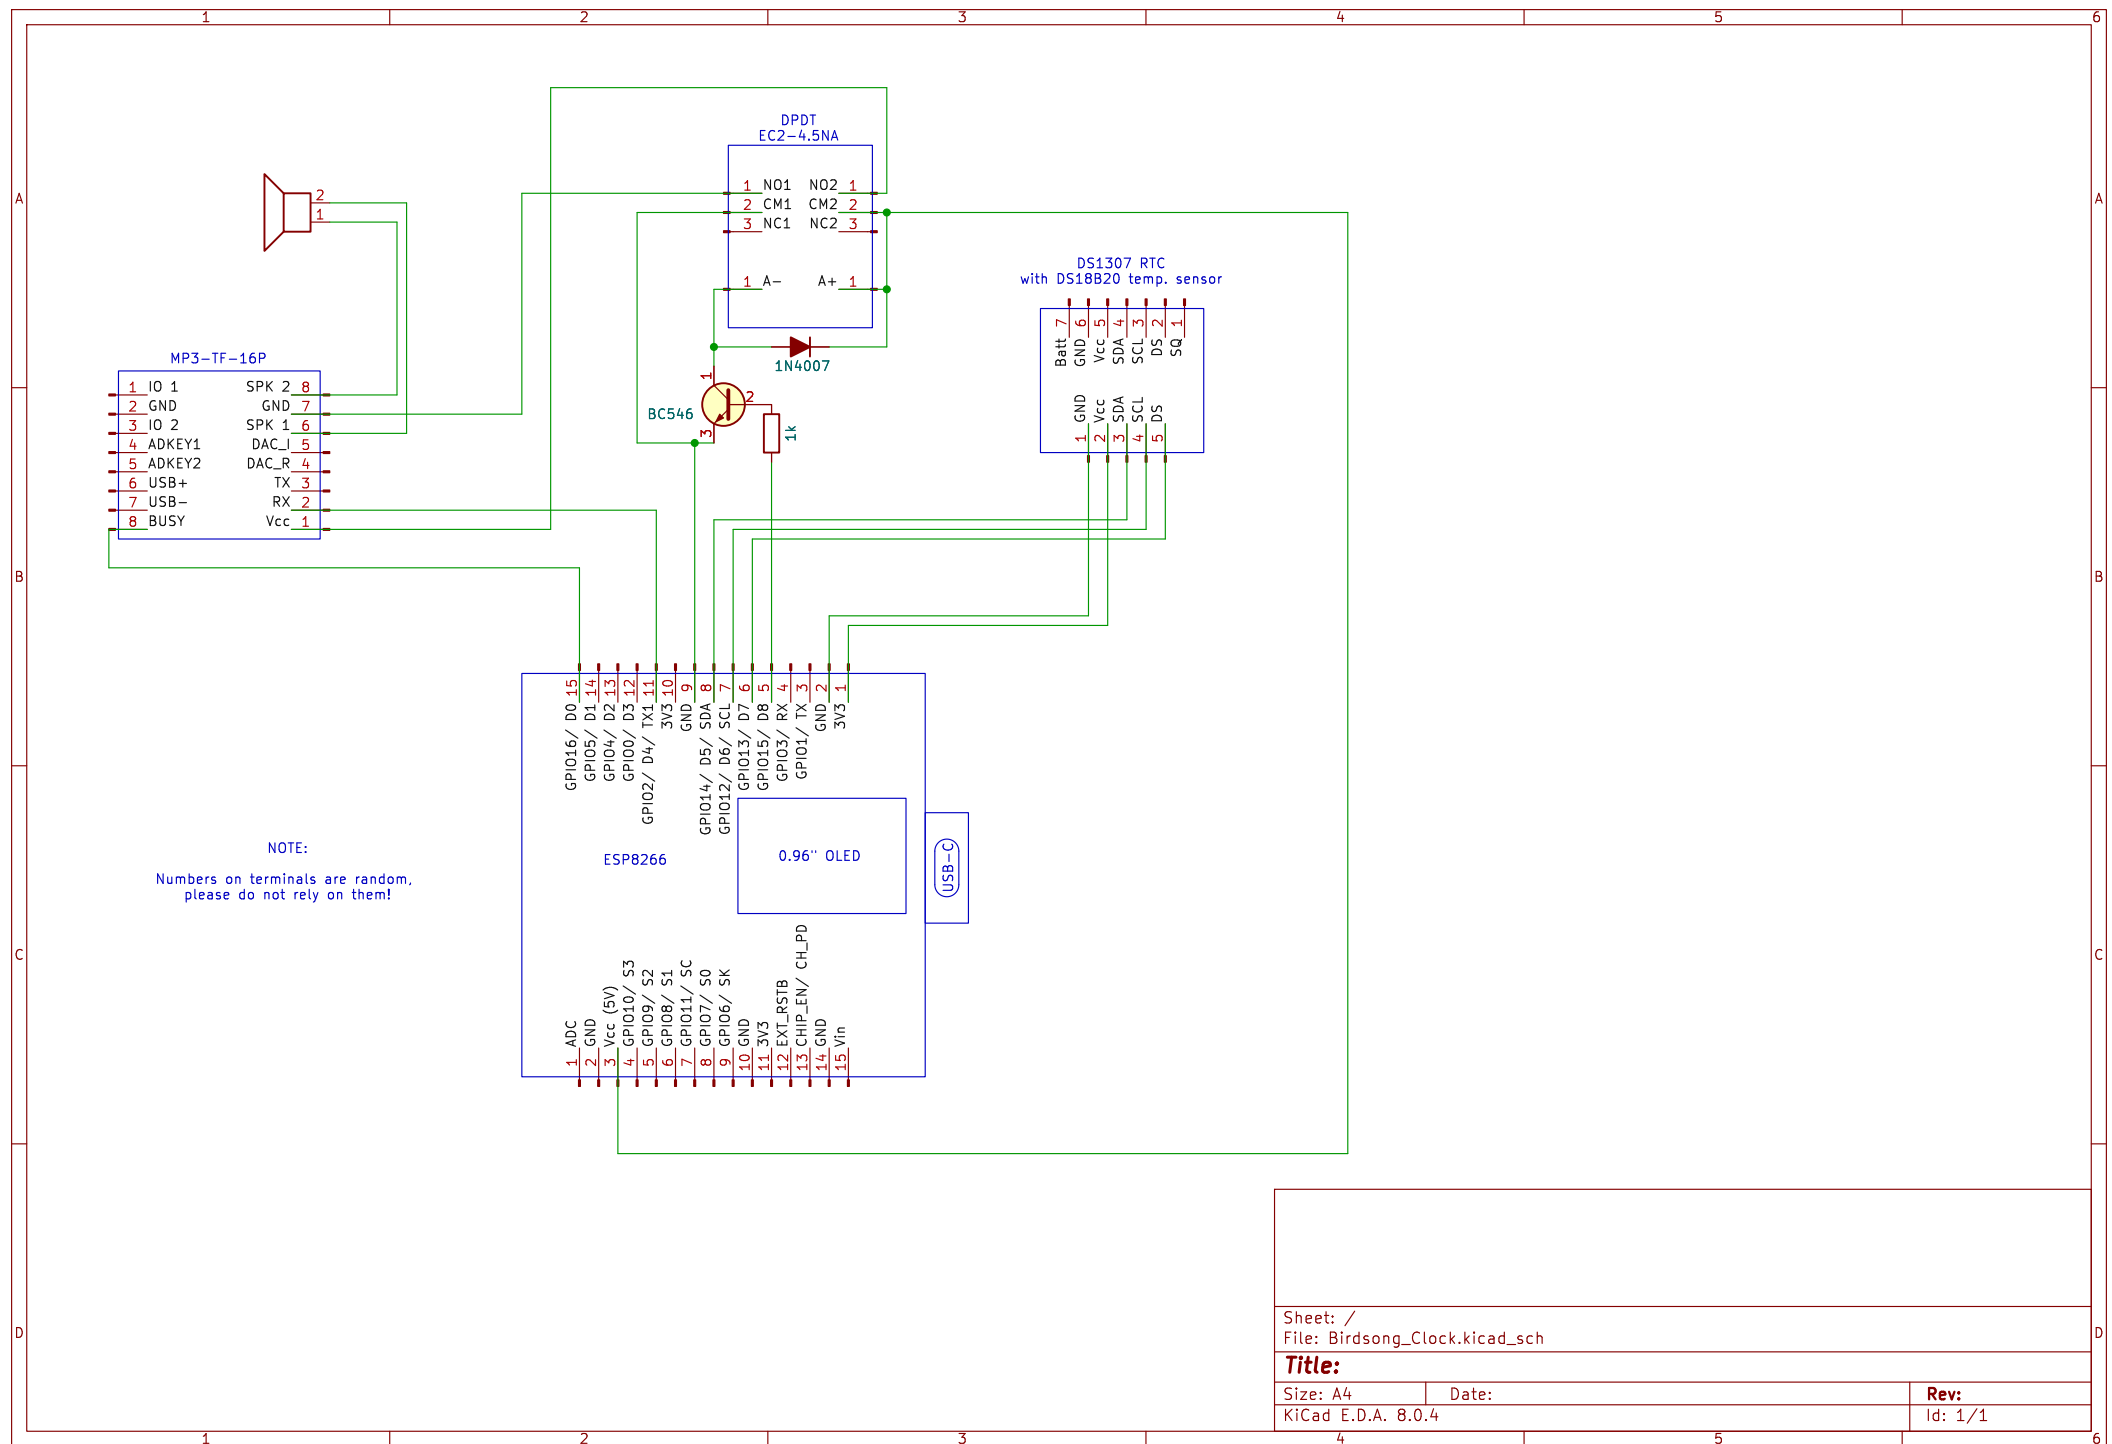 1 2 3 4 5 6
A
B
C
D
A
B
C
D
DPDT
EC2-4.5NA
1 NO1 NO2 1
2 CM1 CM2 2
3 NC1 NC2 3
1 A- A+ 1
2
1
1N4007
1
2
BC546
3
1k
DS1307 RTC
with DS18B20 temp. sensor
7 6 5 4 3 2 1
Batt GND Vcc SDA SCL DS SQ
GND Vcc SDA SCL DS
1 2 3 4 5
MP3-TF-16P
1 IO 1 SPK 2 8
2 GND GND 7
3 IO 2 SPK 1 6
4 ADKEY1 DAC_I 5
5 ADKEY2 DAC_R 4
6 USB+ TX 3
7 USB- RX 2
8 BUSY Vcc 1
15 GPIO16/ D0
14 GPIO5/ D1
13 GPIO4/ D2
12 GPIO0/ D3
11 GPIO2/ D4/ TX1
10 3V3
9 GND
8 GPIO14/ D5/ SDA
7 GPIO12/ D6/ SCL
6 GPIO13/ D7
5 GPIO15/ D8
4 GPIO3/ RX
3 GPIO1/ TX
2 GND
1 3V3
ESP8266
0.96" OLED
USB-C
NOTE:
Numbers on terminals are random,
please do not rely on them!
1 ADC
2 GND
3 Vcc (5V)
4 GPIO10/ S3
5 GPIO9/ S2
6 GPIO8/ S1
7 GPIO11/ SC
8 GPIO7/ S0
9 GPIO6/ SK
10 GND
11 3V3
12 EXT_RSTB
13 CHIP_EN/ CH_PD
14 GND
15 Vin
Sheet: /
File: Birdsong_Clock.kicad_sch
Title:
Size: A4 Date: Rev:
KiCad E.D.A. 8.0.4 Id: 1/1
1 2 3 4 5 6